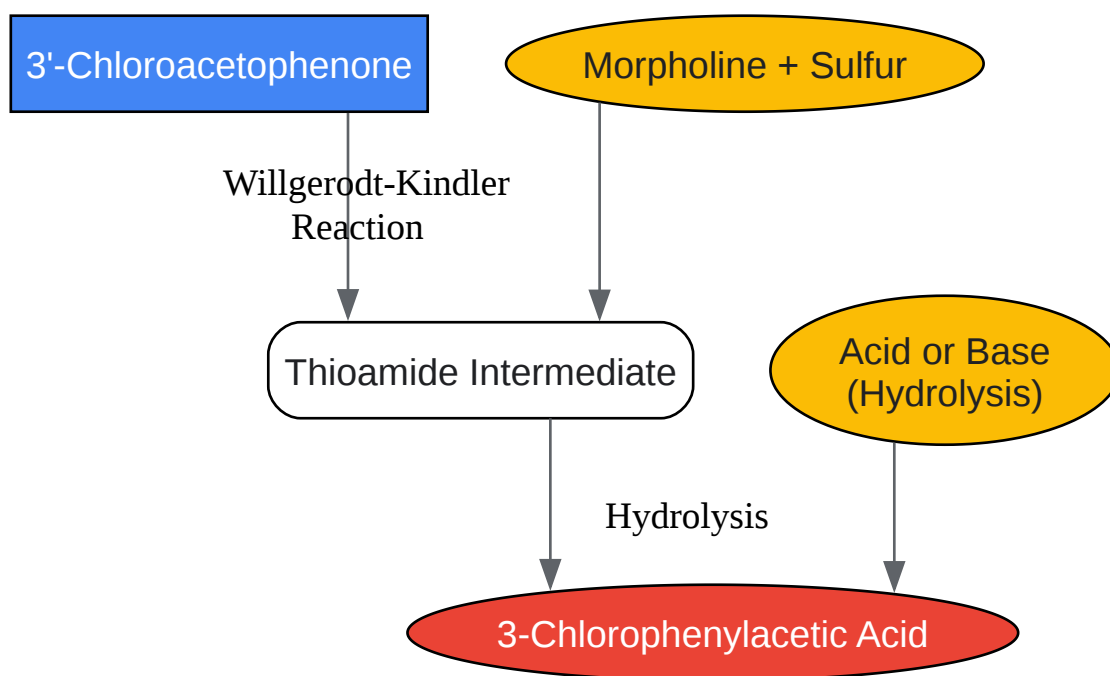 3'-Chloroacetophenone
Morpholine + Sulfur
Willgerodt-Kindler
Reaction
Thioamide Intermediate
Acid or Base
(Hydrolysis)
Hydrolysis
3-Chlorophenylacetic Acid